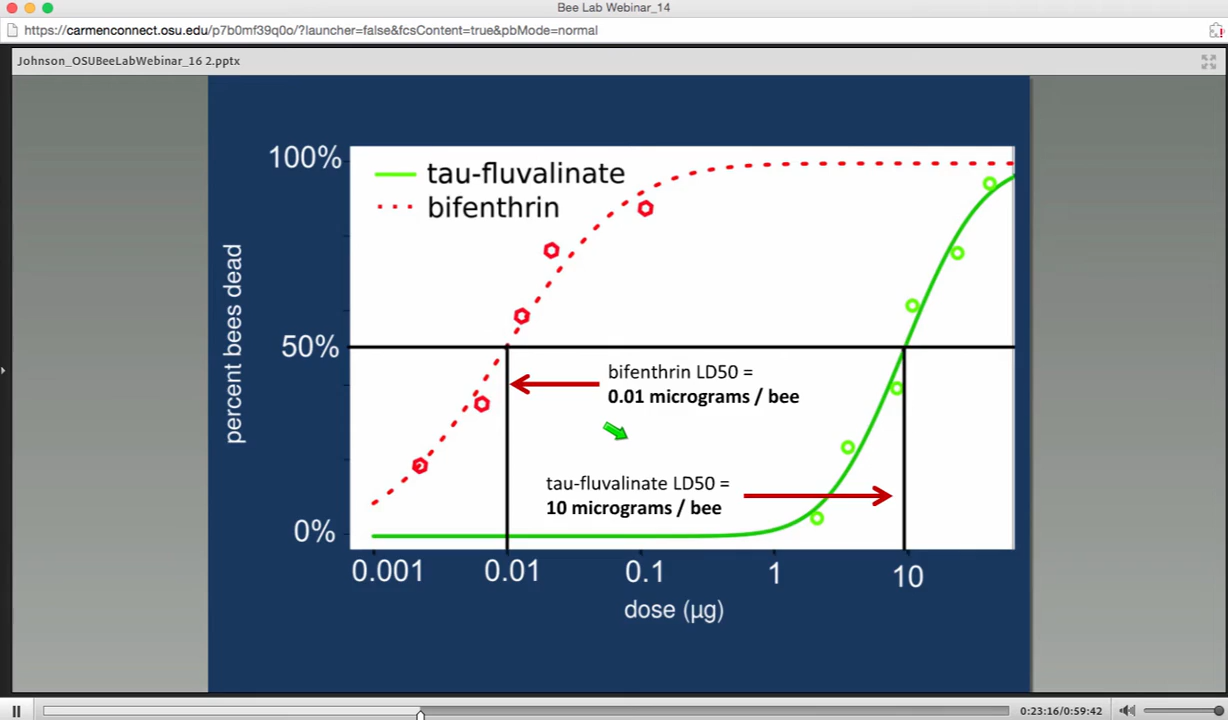 Bee Lab Webinar_14
https://carmenconnect.osu.edu/p7b0mf39q0o/?launcher=false&fcsContent=true&pbMode=normal
Johnson_OSUBeeLabWebinar_16 2.pptx
100%
tau-fluvalinate
bifenthrin
percent bees dead
50%
bifenthrin LD50 =
0.01 micrograms / bee
tau-fluvalinate LD50 =
10 micrograms / bee
0%
0.001 0.01 0.1 1 10
dose (µg)
0:23:16/0:59:42